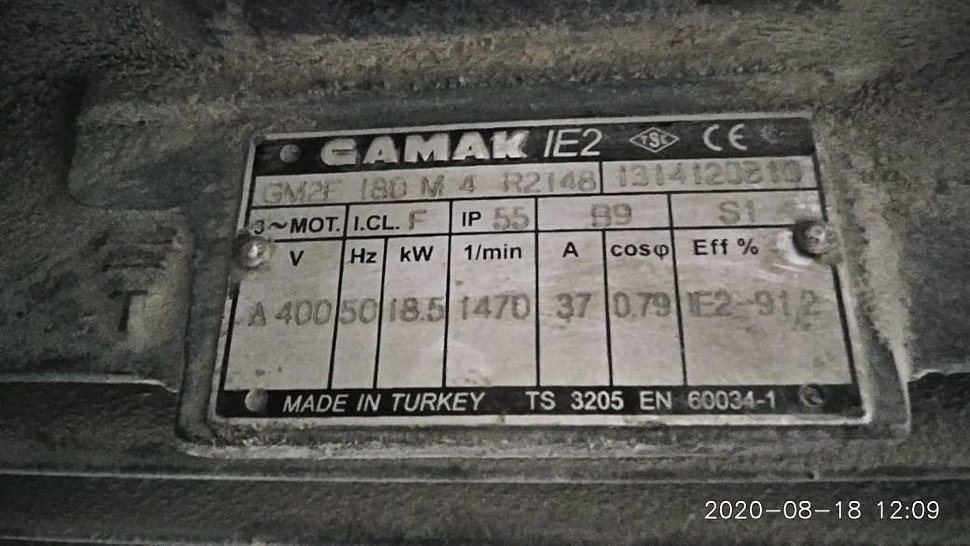 GAMAK IE2 TSE CE
GM2E 180 M 4 R2148 1314120810
3~MOT. I.CL. F IP 55 B9 S1
V Hz kW 1/min A cosφ Eff %
Δ 400 50 18.5 1470 37 0.79 IE2-91,2
MADE IN TURKEY TS 3205 EN 60034-1
T
2020-08-18 12:09